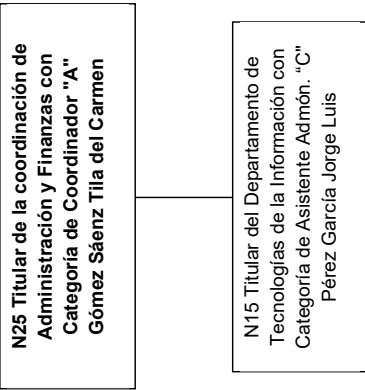 N25 Titular de la coordinación de
Administración y Finanzas con
Categoría de Coordinador "A"
Gómez Sáenz Tila del Carmen
N15 Titular del Departamento de
Tecnologías de la Información con
Categoría de Asistente Admón. “C"
Pérez García Jorge Luis